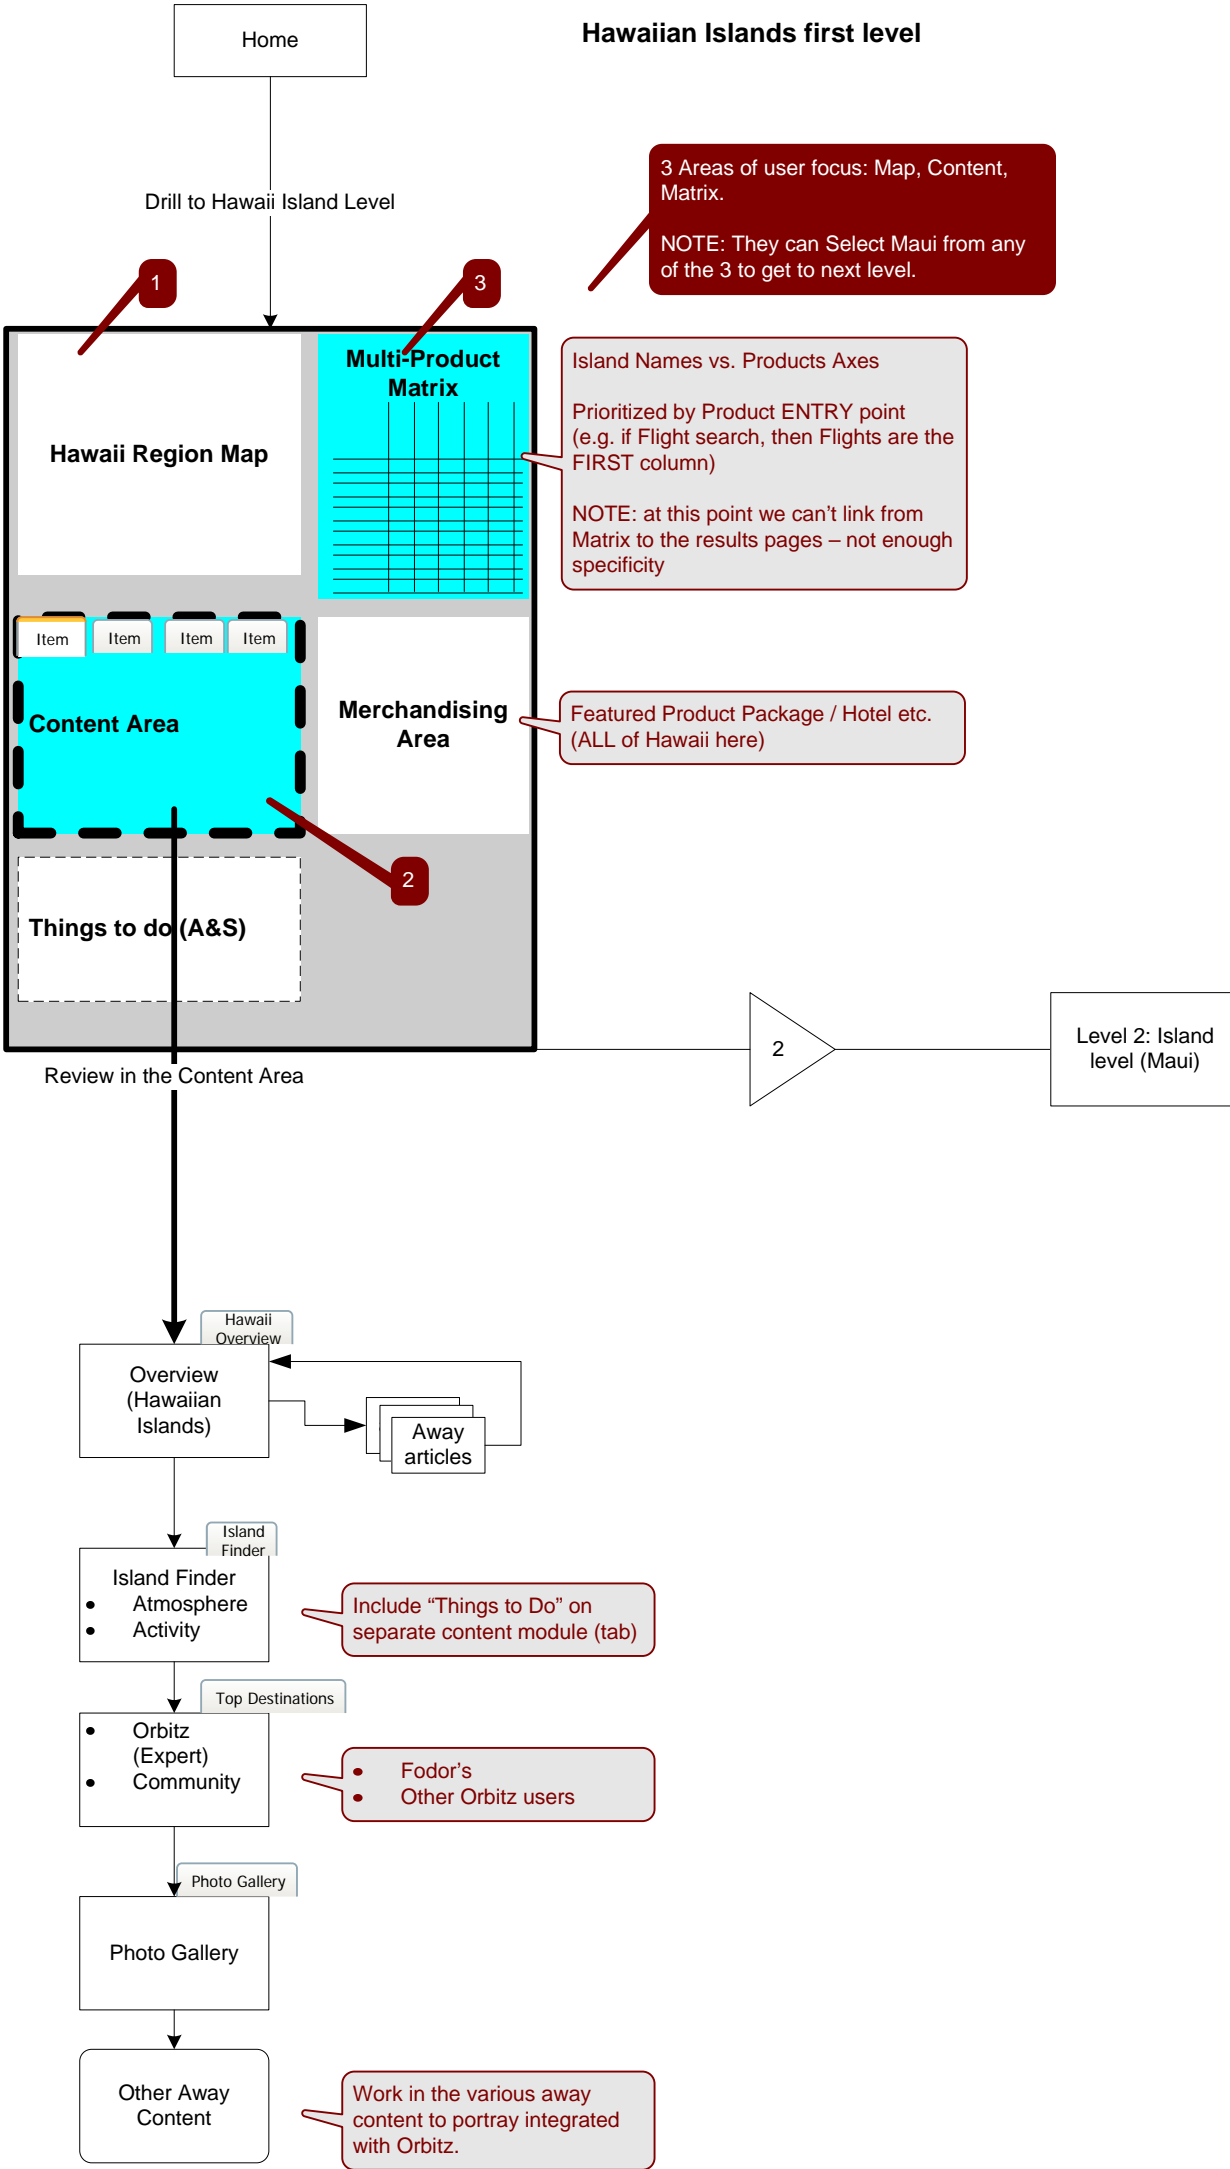 Home
Hawaiian Islands first level
3 Areas of user focus: Map, Content,
Matrix.
NOTE: They can Select Maui from any
of the 3 to get to next level.
Drill to Hawaii Island Level
1
3
Multi-Product
Matrix
Hawaii Region Map
Island Names vs. Products Axes
Prioritized by Product ENTRY point
(e.g. if Flight search, then Flights are the
FIRST column)
NOTE: at this point we can’t link from
Matrix to the results pages – not enough
specificity
Item
Item
Item
Item
Content Area
Merchandising
Area
Featured Product Package / Hotel etc.
(ALL of Hawaii here)
2
Things to do (A&S)
2
Level 2: Island
level (Maui)
Review in the Content Area
Hawaii
Overview
Overview
(Hawaiian
Islands)
Away
articles
Island
Finder
Island Finder
• Atmosphere
• Activity
Include “Things to Do” on
separate content module (tab)
Top Destinations
• Orbitz
(Expert)
• Community
• Fodor’s
• Other Orbitz users
Photo Gallery
Photo Gallery
Other Away
Content
Work in the various away
content to portray integrated
with Orbitz.